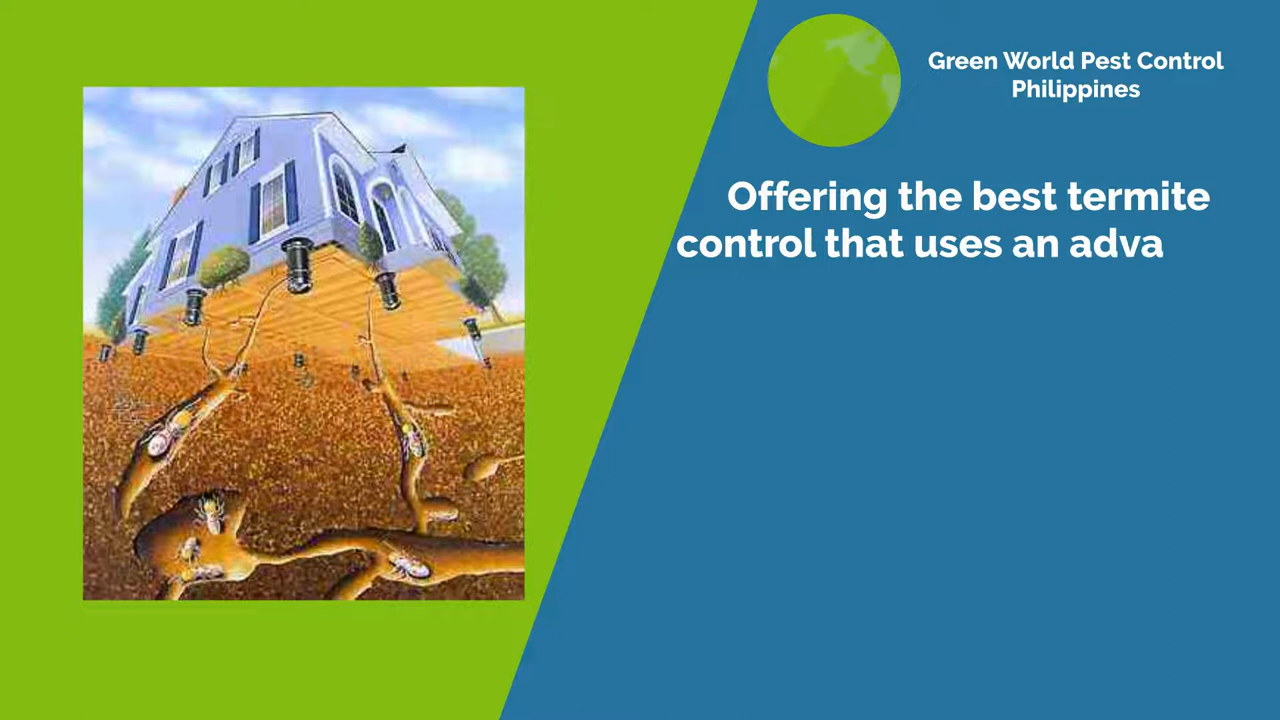 Green World Pest Control
Philippines
Offering the best termite
control that uses an adva